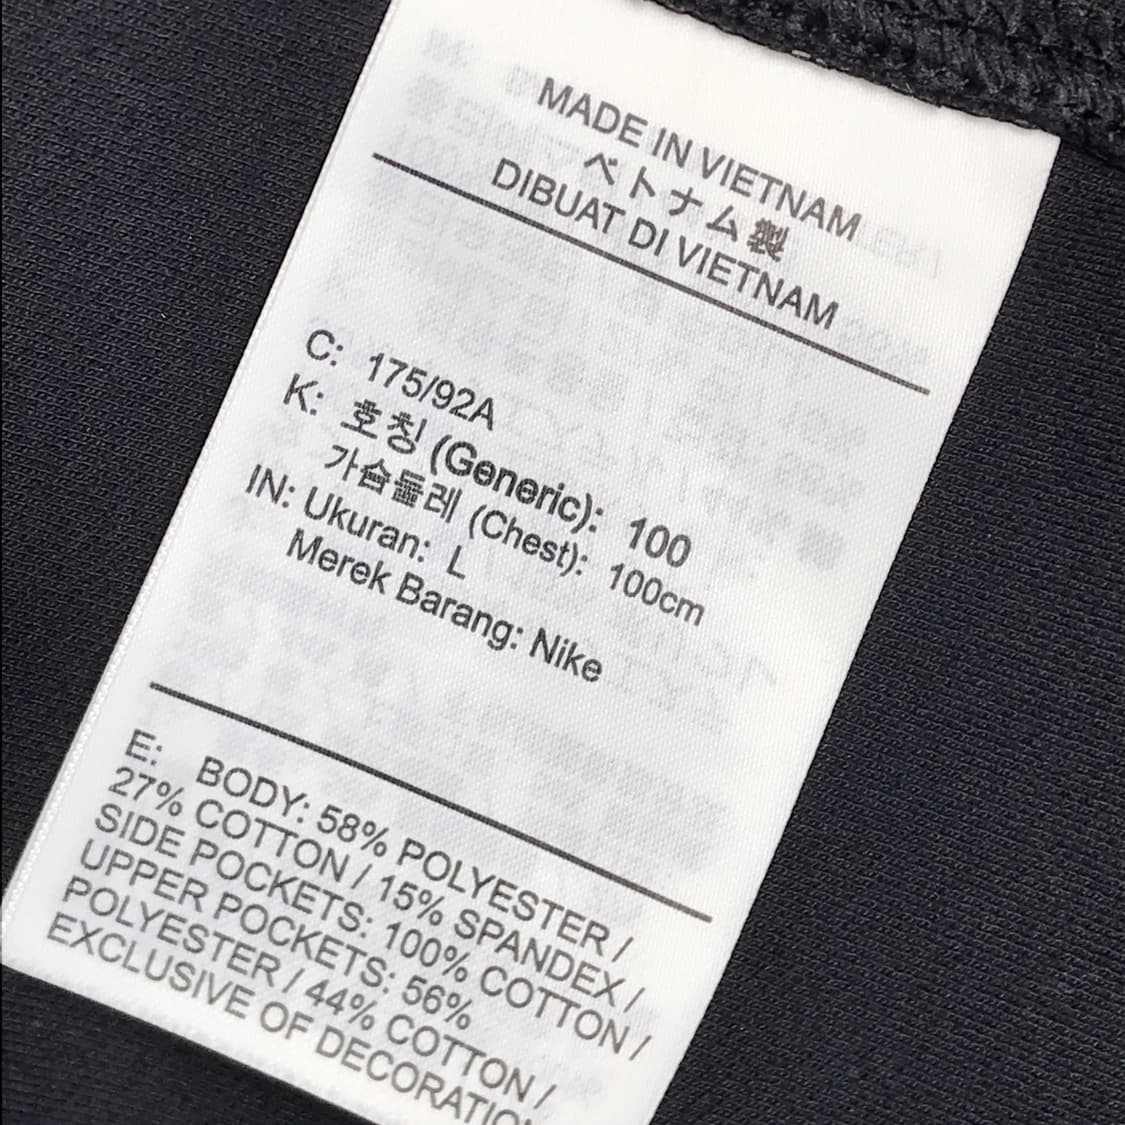 MADE IN VIETNAM
ベトナム製
DIBUAT DI VIETNAM
C: 175/92A
K: 호칭 (Generic): 100
가슴둘레 (Chest): 100cm
IN: Ukuran: L
Merek Barang: Nike
E: BODY: 58% POLYESTER /
27% COTTON / 15% SPANDEX /
SIDE POCKETS: 100% COTTON /
UPPER POCKETS: 56%
POLYESTER / 44% COTTON /
EXCLUSIVE OF